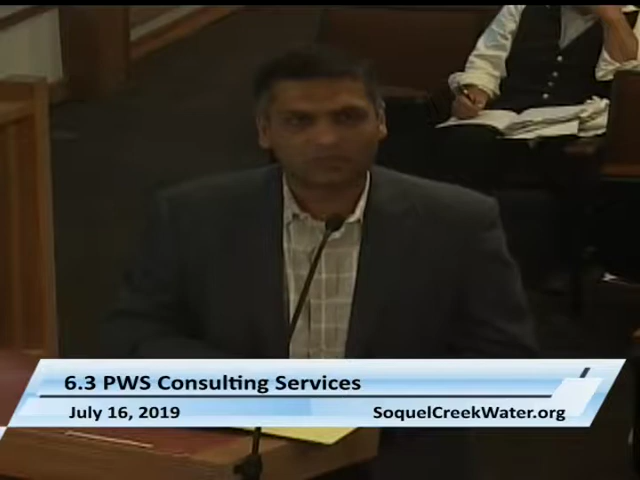 6.3 PWS Consulting Services
July 16, 2019
SoquelCreekWater.org